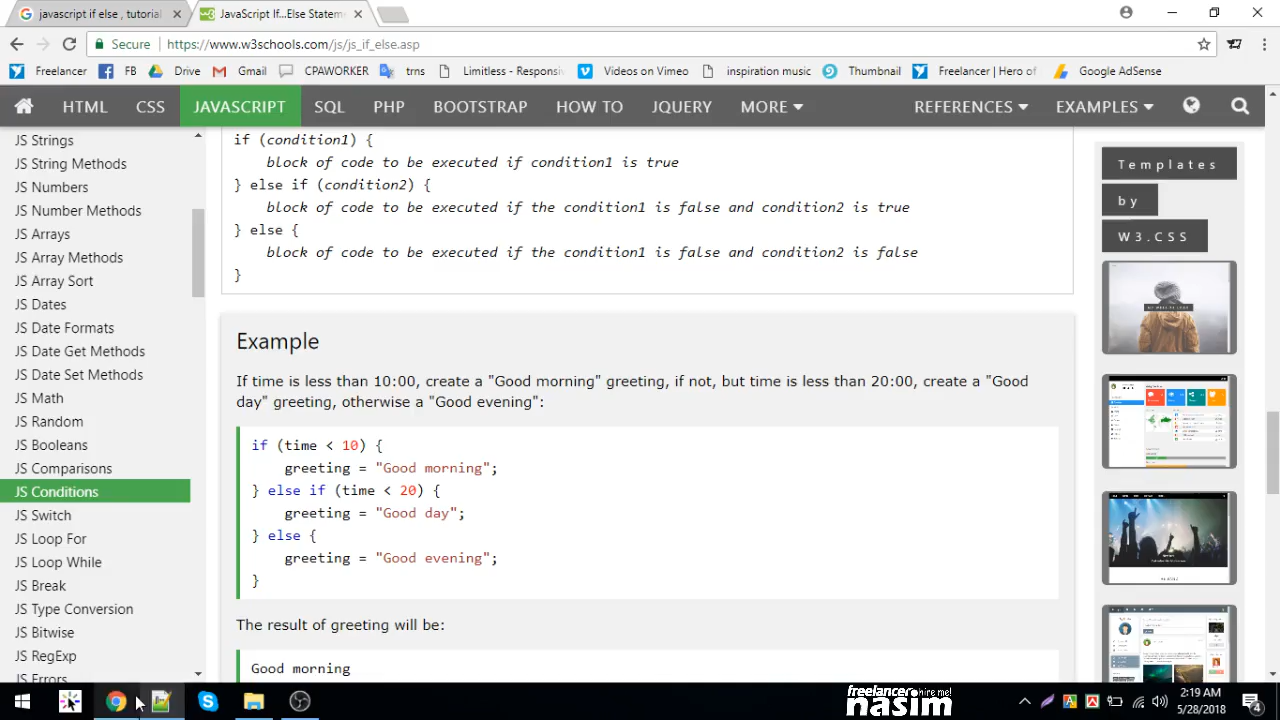 javascript if else , tutorial
JavaScript If...Else Stateme
Secure
https://www.w3schools.com/js/js_if_else.asp
Freelancer
FB
Drive
Gmail
CPAWORKER
trns
Limitless - Responsiv
Videos on Vimeo
inspiration music
Thumbnail
Freelancer | Hero of
Google AdSense
HTML
CSS
JAVASCRIPT
SQL
PHP
BOOTSTRAP
HOW TO
JQUERY
MORE
REFERENCES
EXAMPLES
JS Strings
JS String Methods
JS Numbers
JS Number Methods
JS Arrays
JS Array Methods
JS Array Sort
JS Dates
JS Date Formats
JS Date Get Methods
JS Date Set Methods
JS Math
JS Random
JS Booleans
JS Comparisons
JS Conditions
JS Switch
JS Loop For
JS Loop While
JS Break
JS Type Conversion
JS Bitwise
JS RegExp
if (condition1) {
block of code to be executed if condition1 is true
} else if (condition2) {
block of code to be executed if the condition1 is false and condition2 is true
} else {
block of code to be executed if the condition1 is false and condition2 is false
}
Example
If time is less than 10:00, create a "Good morning" greeting, if not, but time is less than 20:00, create a "Good
day" greeting, otherwise a "Good evening":
if (time < 10) {
greeting = "Good morning";
} else if (time < 20) {
greeting = "Good day";
} else {
greeting = "Good evening";
}
The result of greeting will be:
Good morning
Templates
by
W3.CSS
freelancer hire me!
nasim
2:19 AM
5/28/2018
4